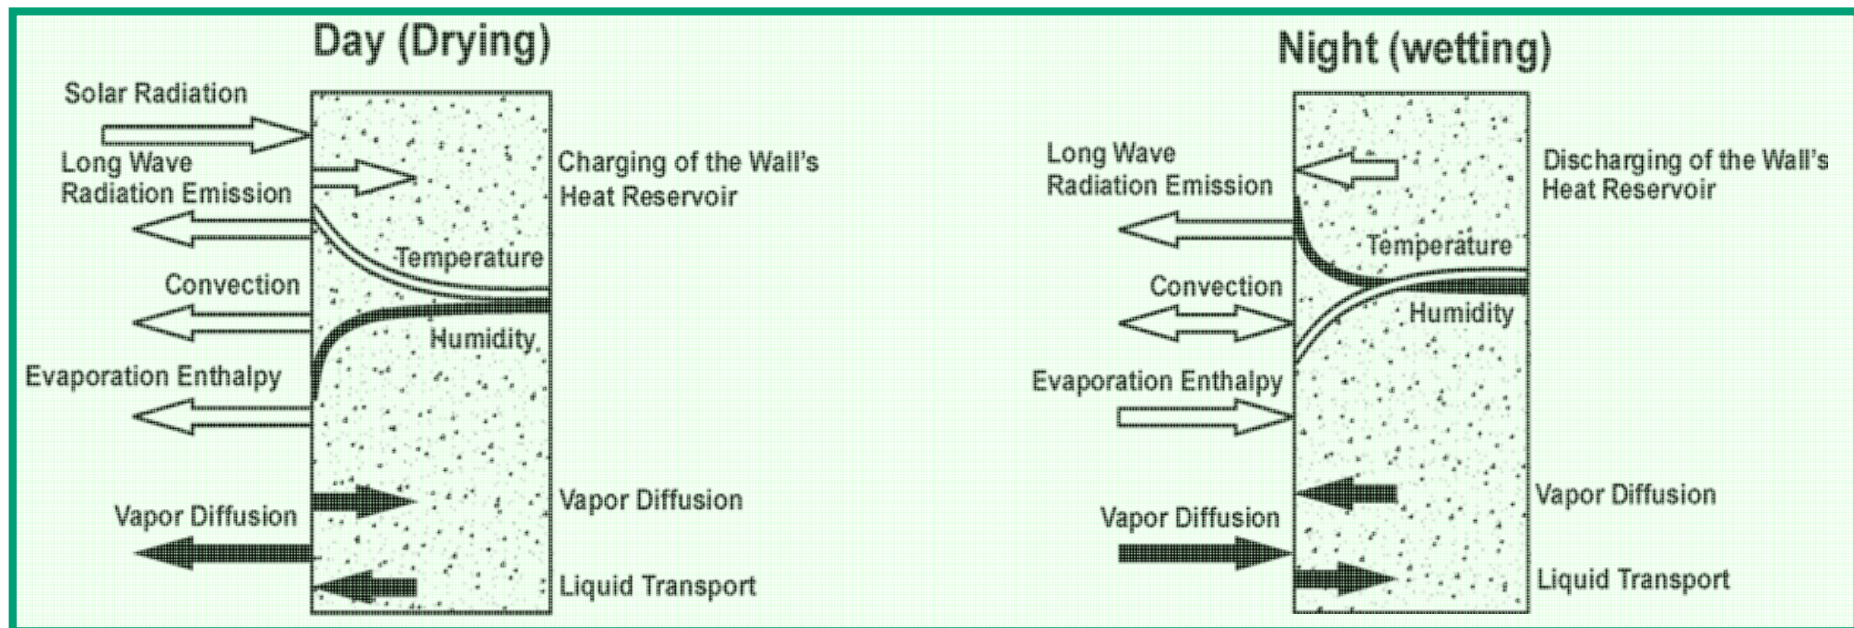 Day (Drying)
Solar Radiation
Long Wave
Radiation Emission
Charging of the Wall's
Heat Reservoir
Temperature
Convection
Humidity
Evaporation Enthalpy
Vapor Diffusion
Vapor Diffusion
Liquid Transport
Night (wetting)
Long Wave
Radiation Emission
Discharging of the Wall's
Heat Reservoir
Temperature
Convection
Humidity
Evaporation Enthalpy
Vapor Diffusion
Vapor Diffusion
Liquid Transport